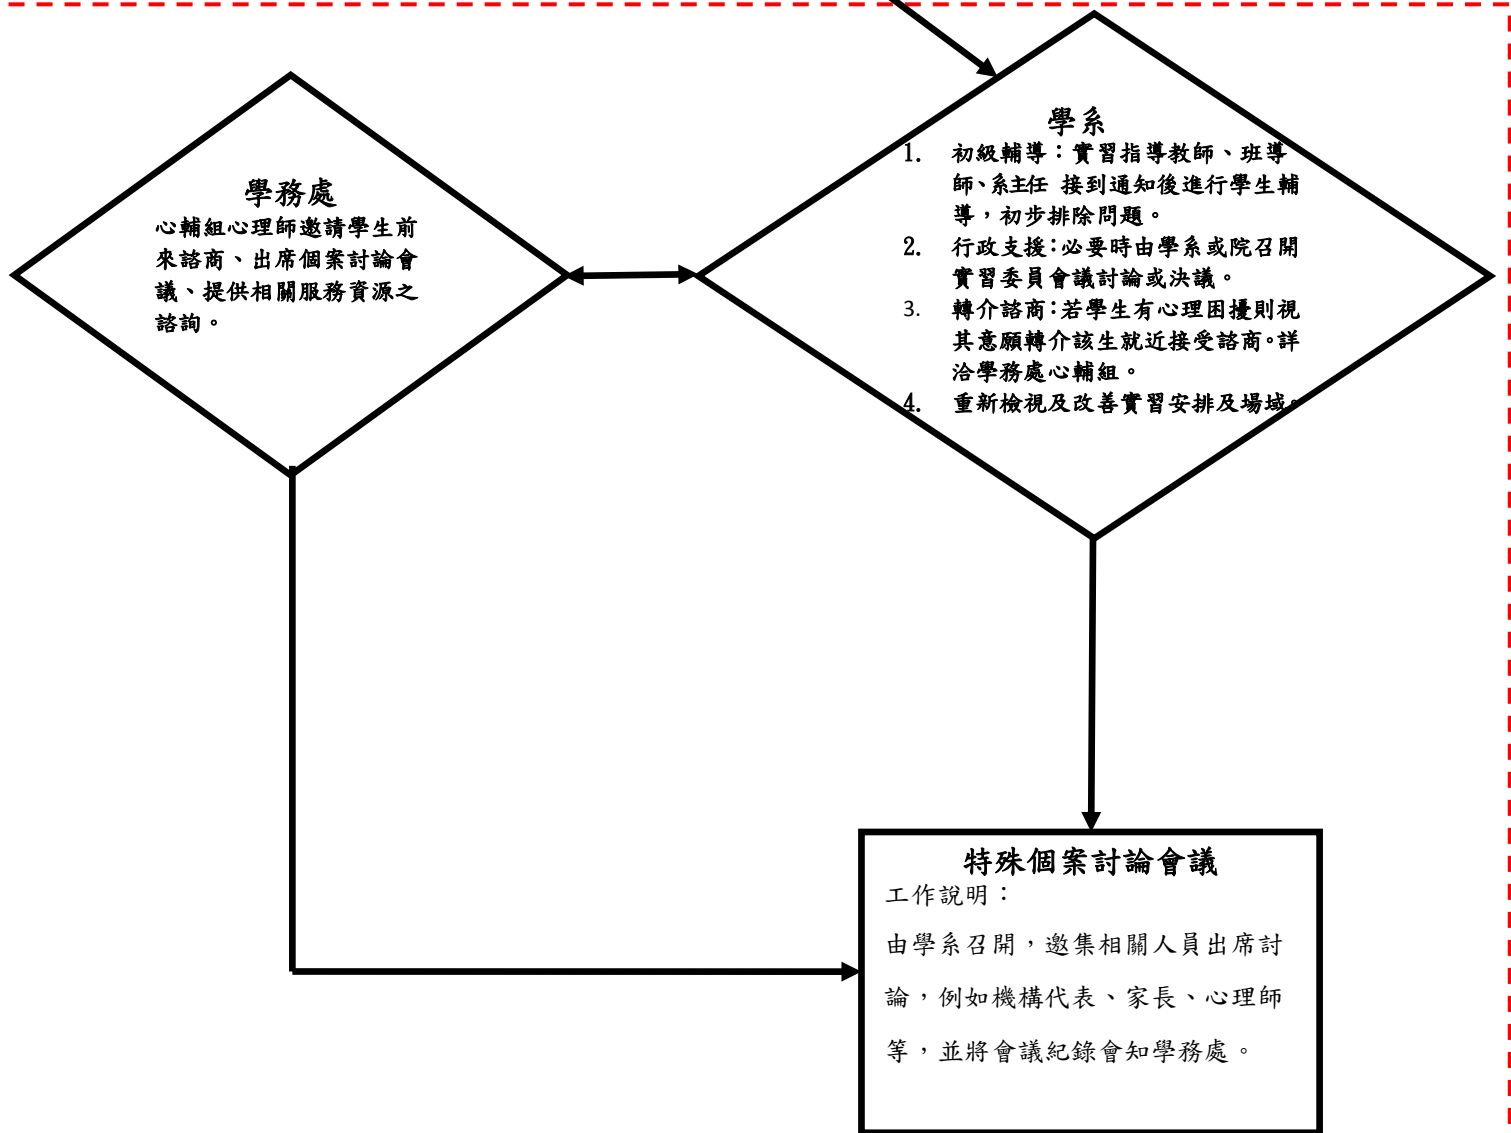 學務處
心輔組心理師邀請學生前
來諮商、出席個案討論會
議、提供相關服務資源之
諮詢。
學系
1. 初級輔導：實習指導教師、班導
師、系主任 接到通知後進行學生輔
導，初步排除問題。
2. 行政支援：必要時由學系或院召開
實習委員會議討論或決議。
3. 轉介諮商：若學生有心理困擾則視
其意願轉介該生就近接受諮商。詳
洽學務處心輔組。
4. 重新檢視及改善實習安排及場域。
特殊個案討論會議
工作說明：
由學系召開，邀集相關人員出席討
論，例如機構代表、家長、心理師
等，並將會議紀錄會知學務處。